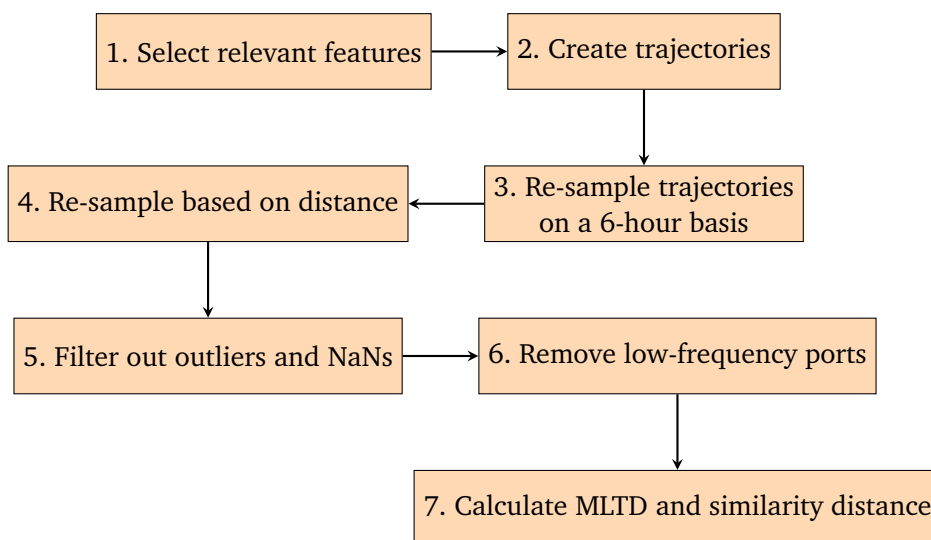 1. Select relevant features
2. Create trajectories
3. Re-sample trajectories
on a 6-hour basis
4. Re-sample based on distance
5. Filter out outliers and NaNs
6. Remove low-frequency ports
7. Calculate MLTD and similarity distance